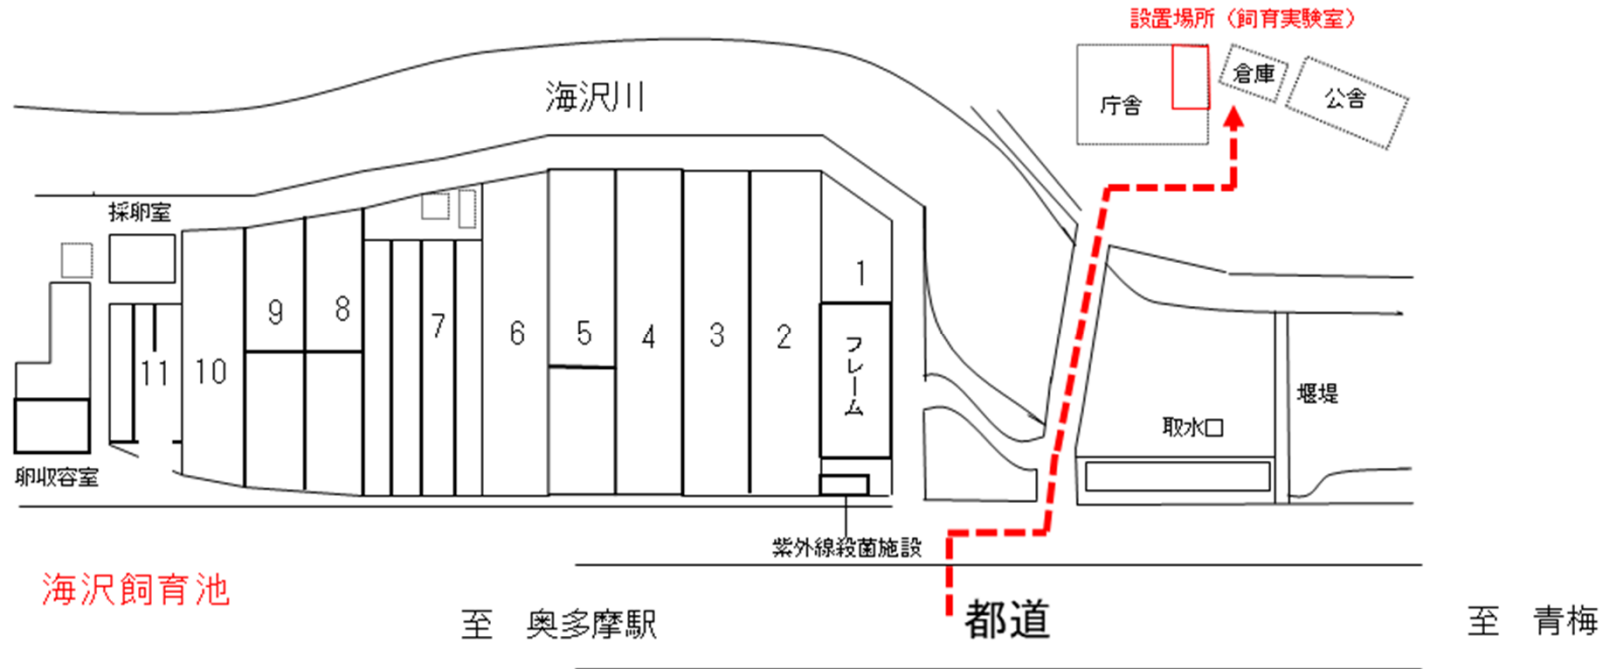 設置場所（飼育実験室）
倉庫
公舎
庁舎
海沢川
採卵室
1
9
8
7
6
5
4
3
2
11
10
フレーム
堰堤
取水口
卵収容室
紫外線殺菌施設
海沢飼育池
至　奥多摩駅
都道
至　青梅